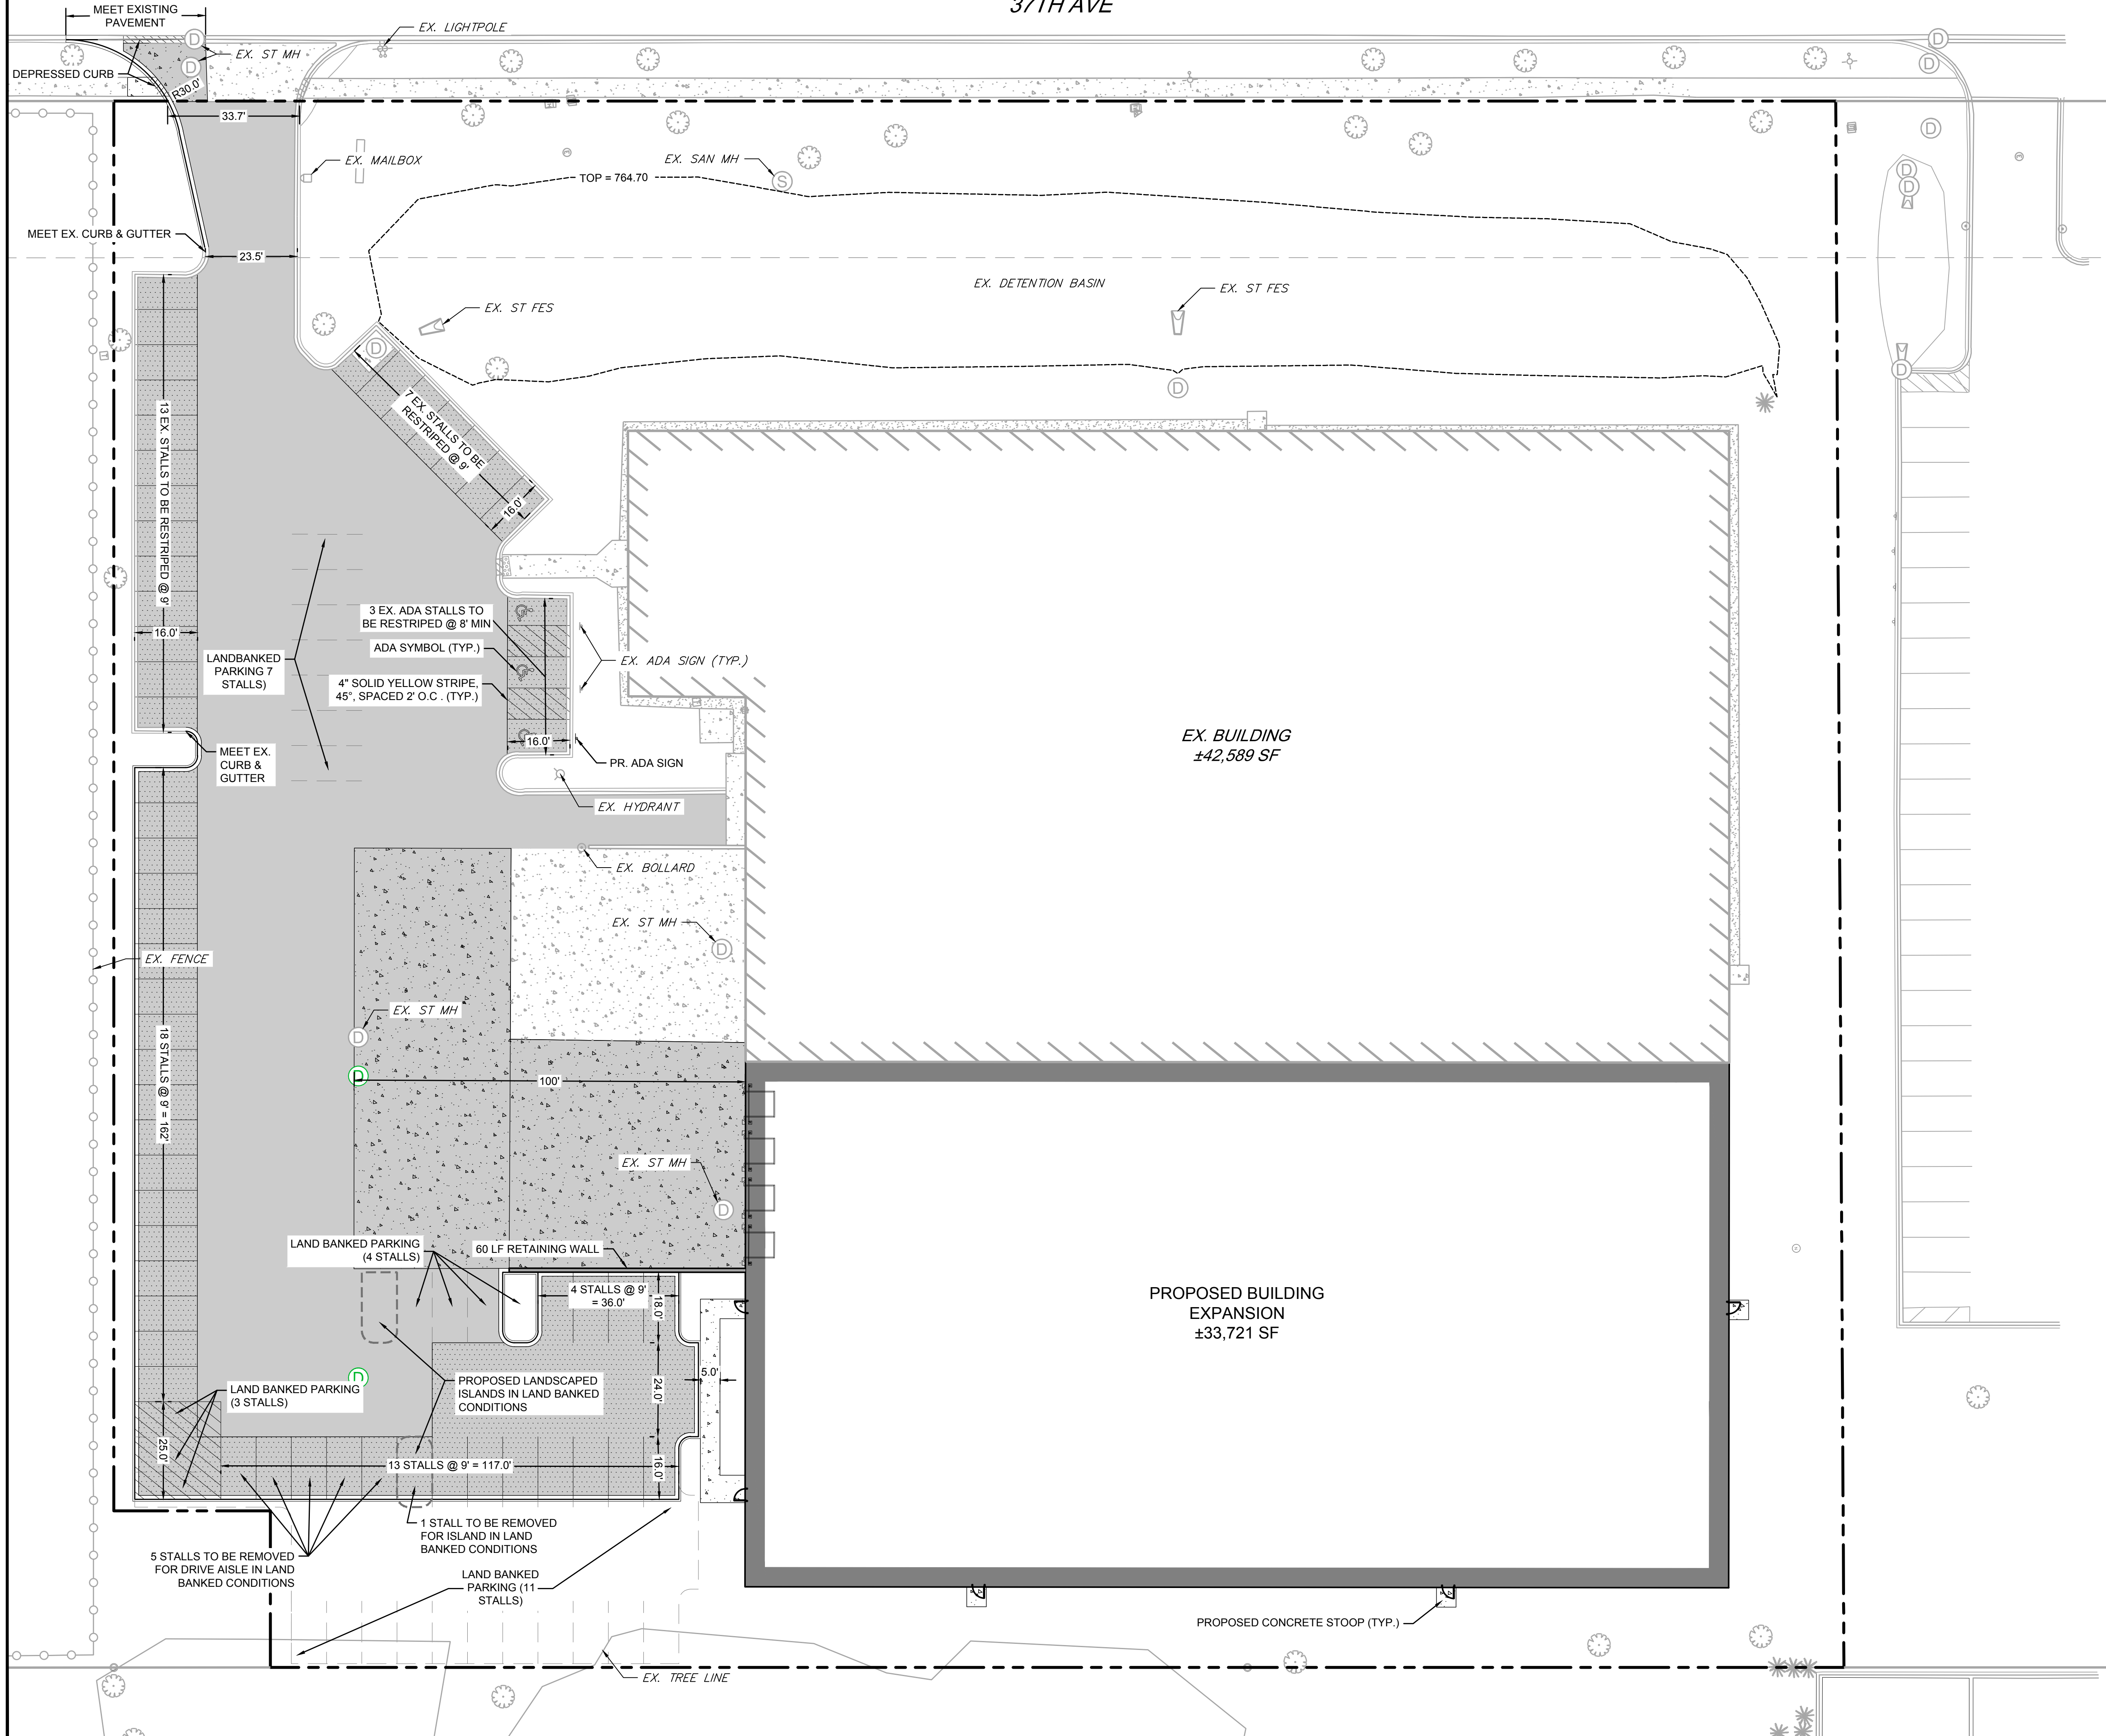 37TH AVE
MEET EXISTING
PAVEMENT
EX. LIGHTPOLE
D
EX. ST MH
D
D
D
DEPRESSED CURB
D
R30.0'
33.7'
D
EX. MAILBOX
EX. SAN MH
S
TOP = 764.70
D
D
MEET EX. CURB & GUTTER
23.5'
EX. DETENTION BASIN
EX. ST FES
EX. ST FES
D
D
D
7 EX. STALLS TO BE
RESTRIPED @ 9'
16.0'
13 EX. STALLS TO BE RESTRIPED @ 9'
16.0'
3 EX. ADA STALLS TO
BE RESTRIPED @ 8' MIN
ADA SYMBOL (TYP.)
4" SOLID YELLOW STRIPE,
45°, SPACED 2' O.C . (TYP.)
EX. ADA SIGN (TYP.)
LANDBANKED
PARKING 7
STALLS)
16.0'
PR. ADA SIGN
MEET EX.
CURB &
GUTTER
EX. HYDRANT
EX. BUILDING
±42,589 SF
EX. BOLLARD
EX. ST MH
D
EX. FENCE
EX. ST MH
D
D
18 STALLS @ 9' = 162'
100'
EX. ST MH
D
LAND BANKED PARKING
(4 STALLS)
60 LF RETAINING WALL
4 STALLS @ 9'
= 36.0'
18.0'
PROPOSED BUILDING
EXPANSION
±33,721 SF
D
LAND BANKED PARKING
(3 STALLS)
PROPOSED LANDSCAPED
ISLANDS IN LAND BANKED
CONDITIONS
24.0'
5.0'
25.0'
13 STALLS @ 9' = 117.0'
16.0'
1 STALL TO BE REMOVED
FOR ISLAND IN LAND
BANKED CONDITIONS
5 STALLS TO BE REMOVED
FOR DRIVE AISLE IN LAND
BANKED CONDITIONS
LAND BANKED
PARKING (11
STALLS)
PROPOSED CONCRETE STOOP (TYP.)
EX. TREE LINE